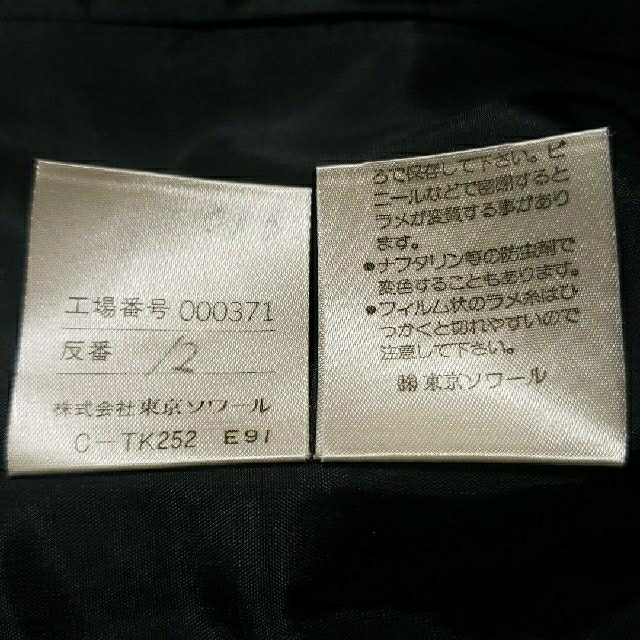 工場番号 000371
反番 12
株式会社 東京ソワール
C-TK252 E91
ろで保存して下さい。ビ
ニールなどで密閉すると
ラメが変質する事があり
ます。
●ナフタリン等の防虫剤で
変色することもあります。
●フィルム状のラメ糸はひ
っかくと切れやすいので
注意して下さい。
㈱東京ソワール